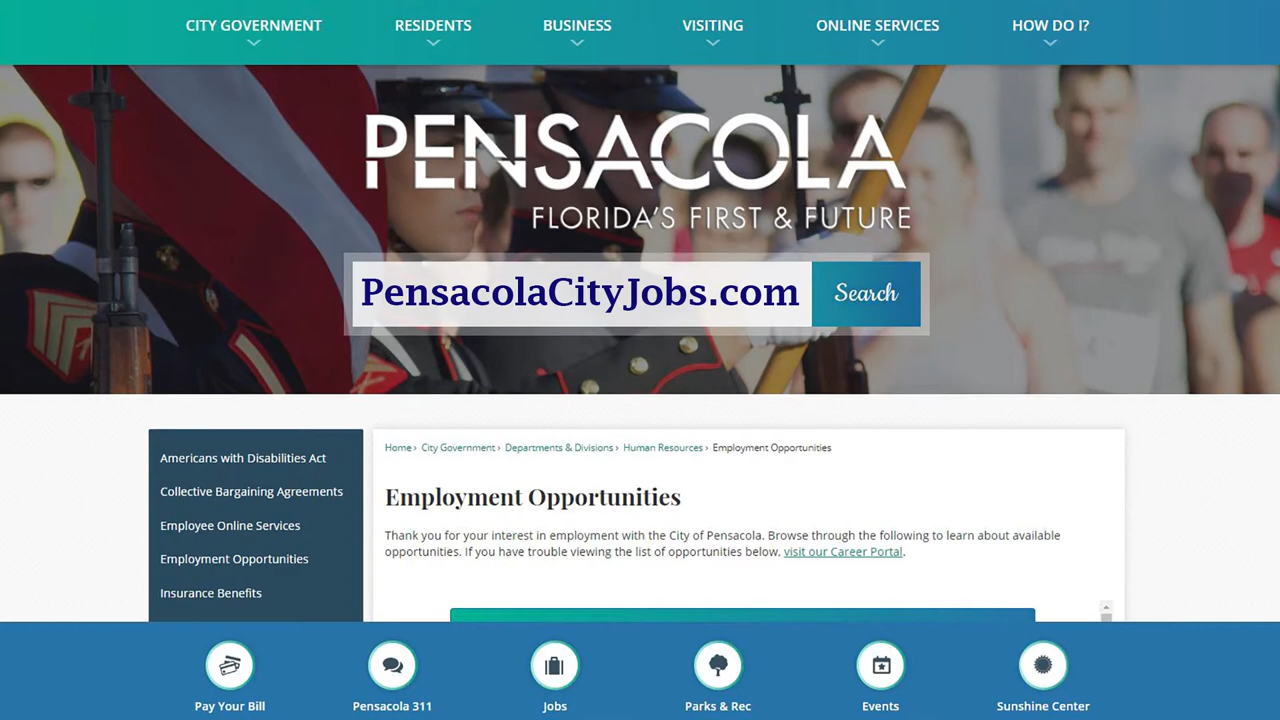 CITY GOVERNMENT
RESIDENTS
BUSINESS
VISITING
ONLINE SERVICES
HOW DO I?
PENSACOLA
FLORIDA'S FIRST & FUTURE
PensacolaCityJobs.com
Search
Americans with Disabilities Act
Collective Bargaining Agreements
Employee Online Services
Employment Opportunities
Insurance Benefits
Home › City Government › Departments & Divisions › Human Resources › Employment Opportunities
Employment Opportunities
Thank you for your interest in employment with the City of Pensacola. Browse through the following to learn about available
opportunities. If you have trouble viewing the list of opportunities below, visit our Career Portal.
Pay Your Bill
Pensacola 311
Jobs
Parks & Rec
Events
Sunshine Center